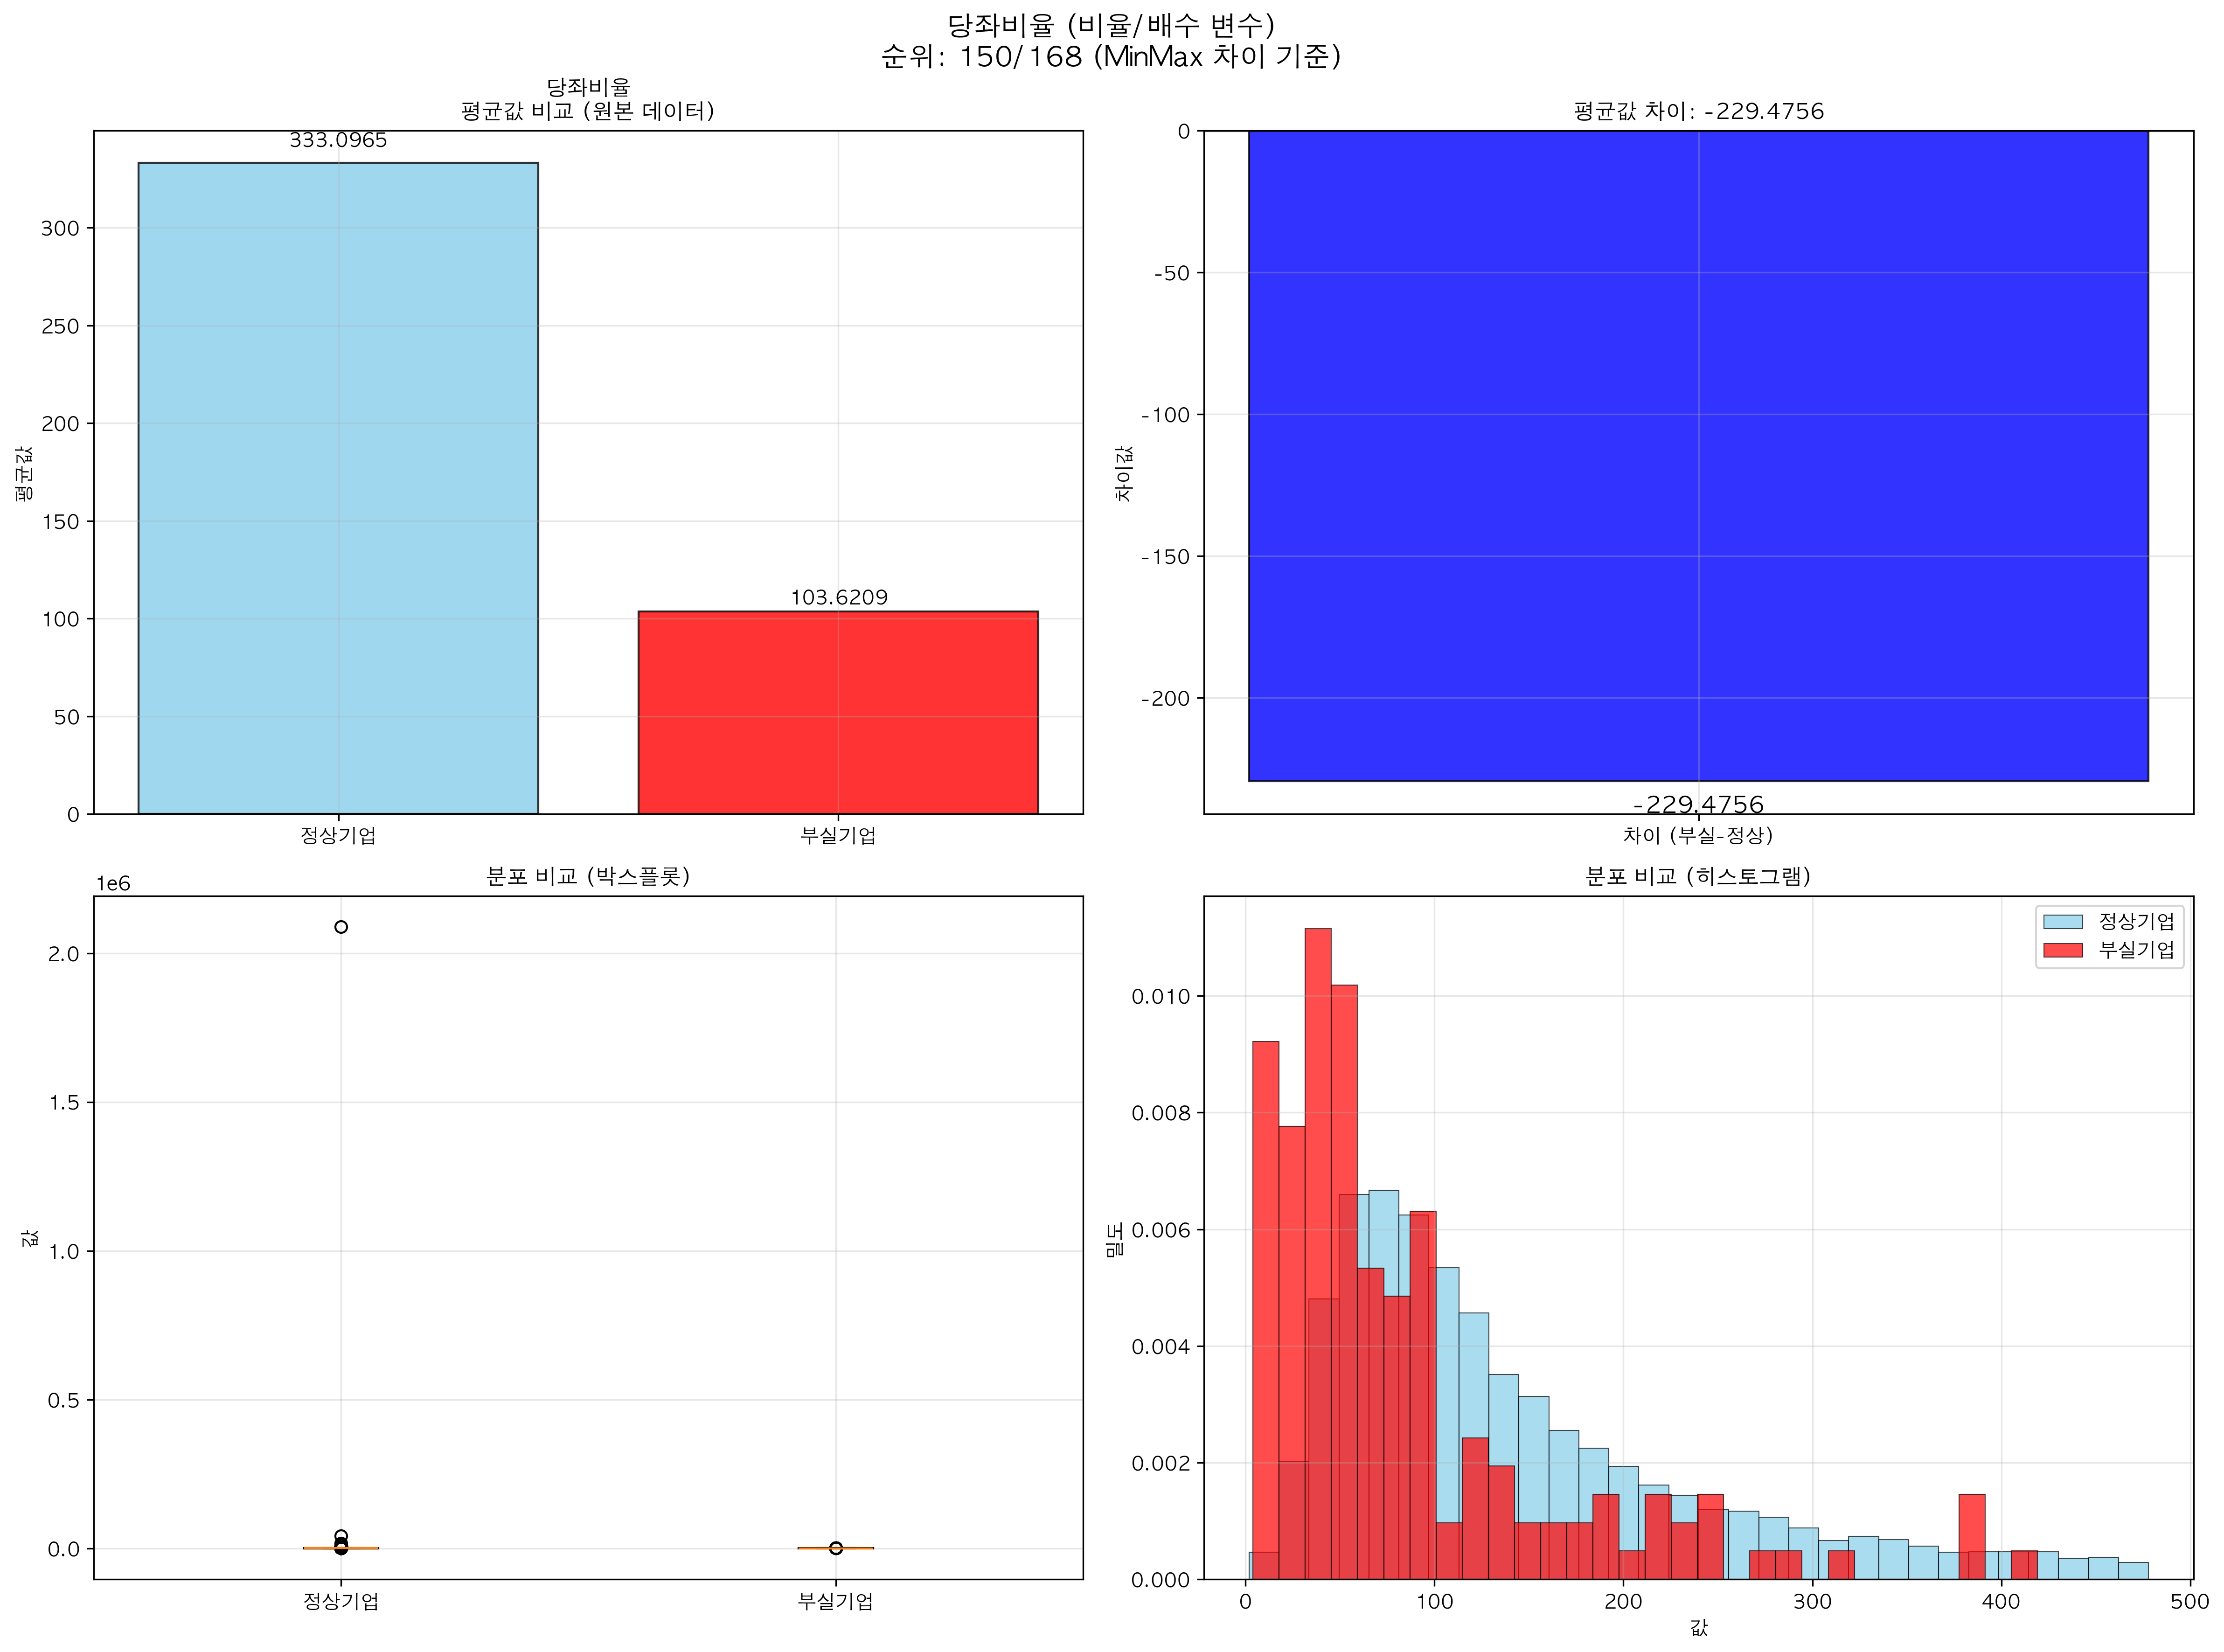 당좌비율 (비율/배수 변수)
순위: 150/168 (MinMax 차이 기준)
당좌비율
평균값 비교 (원본 데이터)
333.0965
300
250
200
150
100
50
0
평균값
103.6209
정상기업
부실기업
평균값 차이: -229.4756
0
-50
-100
-150
-200
차이값
-229.4756
차이 (부실-정상)
분포 비교 (박스플롯)
1e6
2.0
1.5
1.0
0.5
0.0
값
정상기업
부실기업
분포 비교 (히스토그램)
정상기업
부실기업
0.010
0.008
0.006
0.004
0.002
0.000
밀도
0
100
200
300
400
500
값